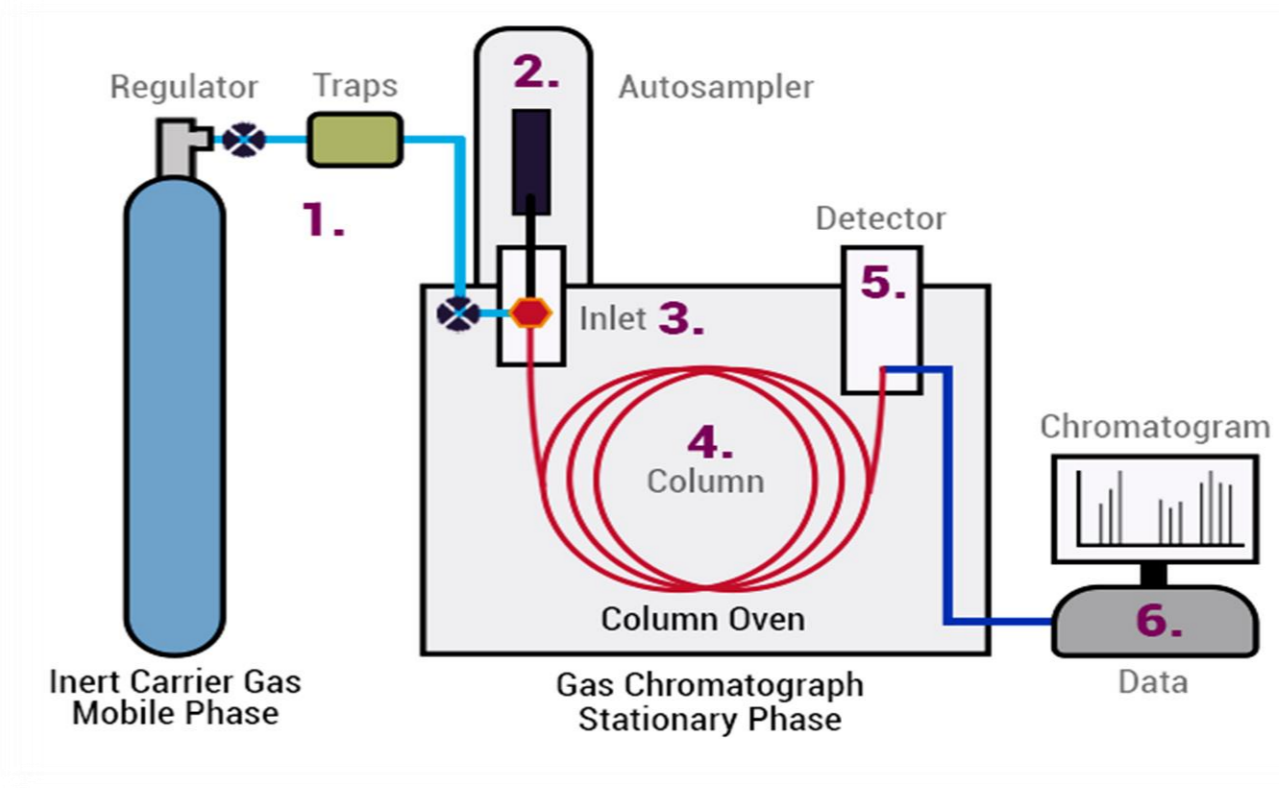 Regulator
Traps
2.
Autosampler
1.
Detector
5.
Inlet 3.
4.
Column
Chromatogram
Column Oven
6.
Inert Carrier Gas
Mobile Phase
Gas Chromatograph
Stationary Phase
Data